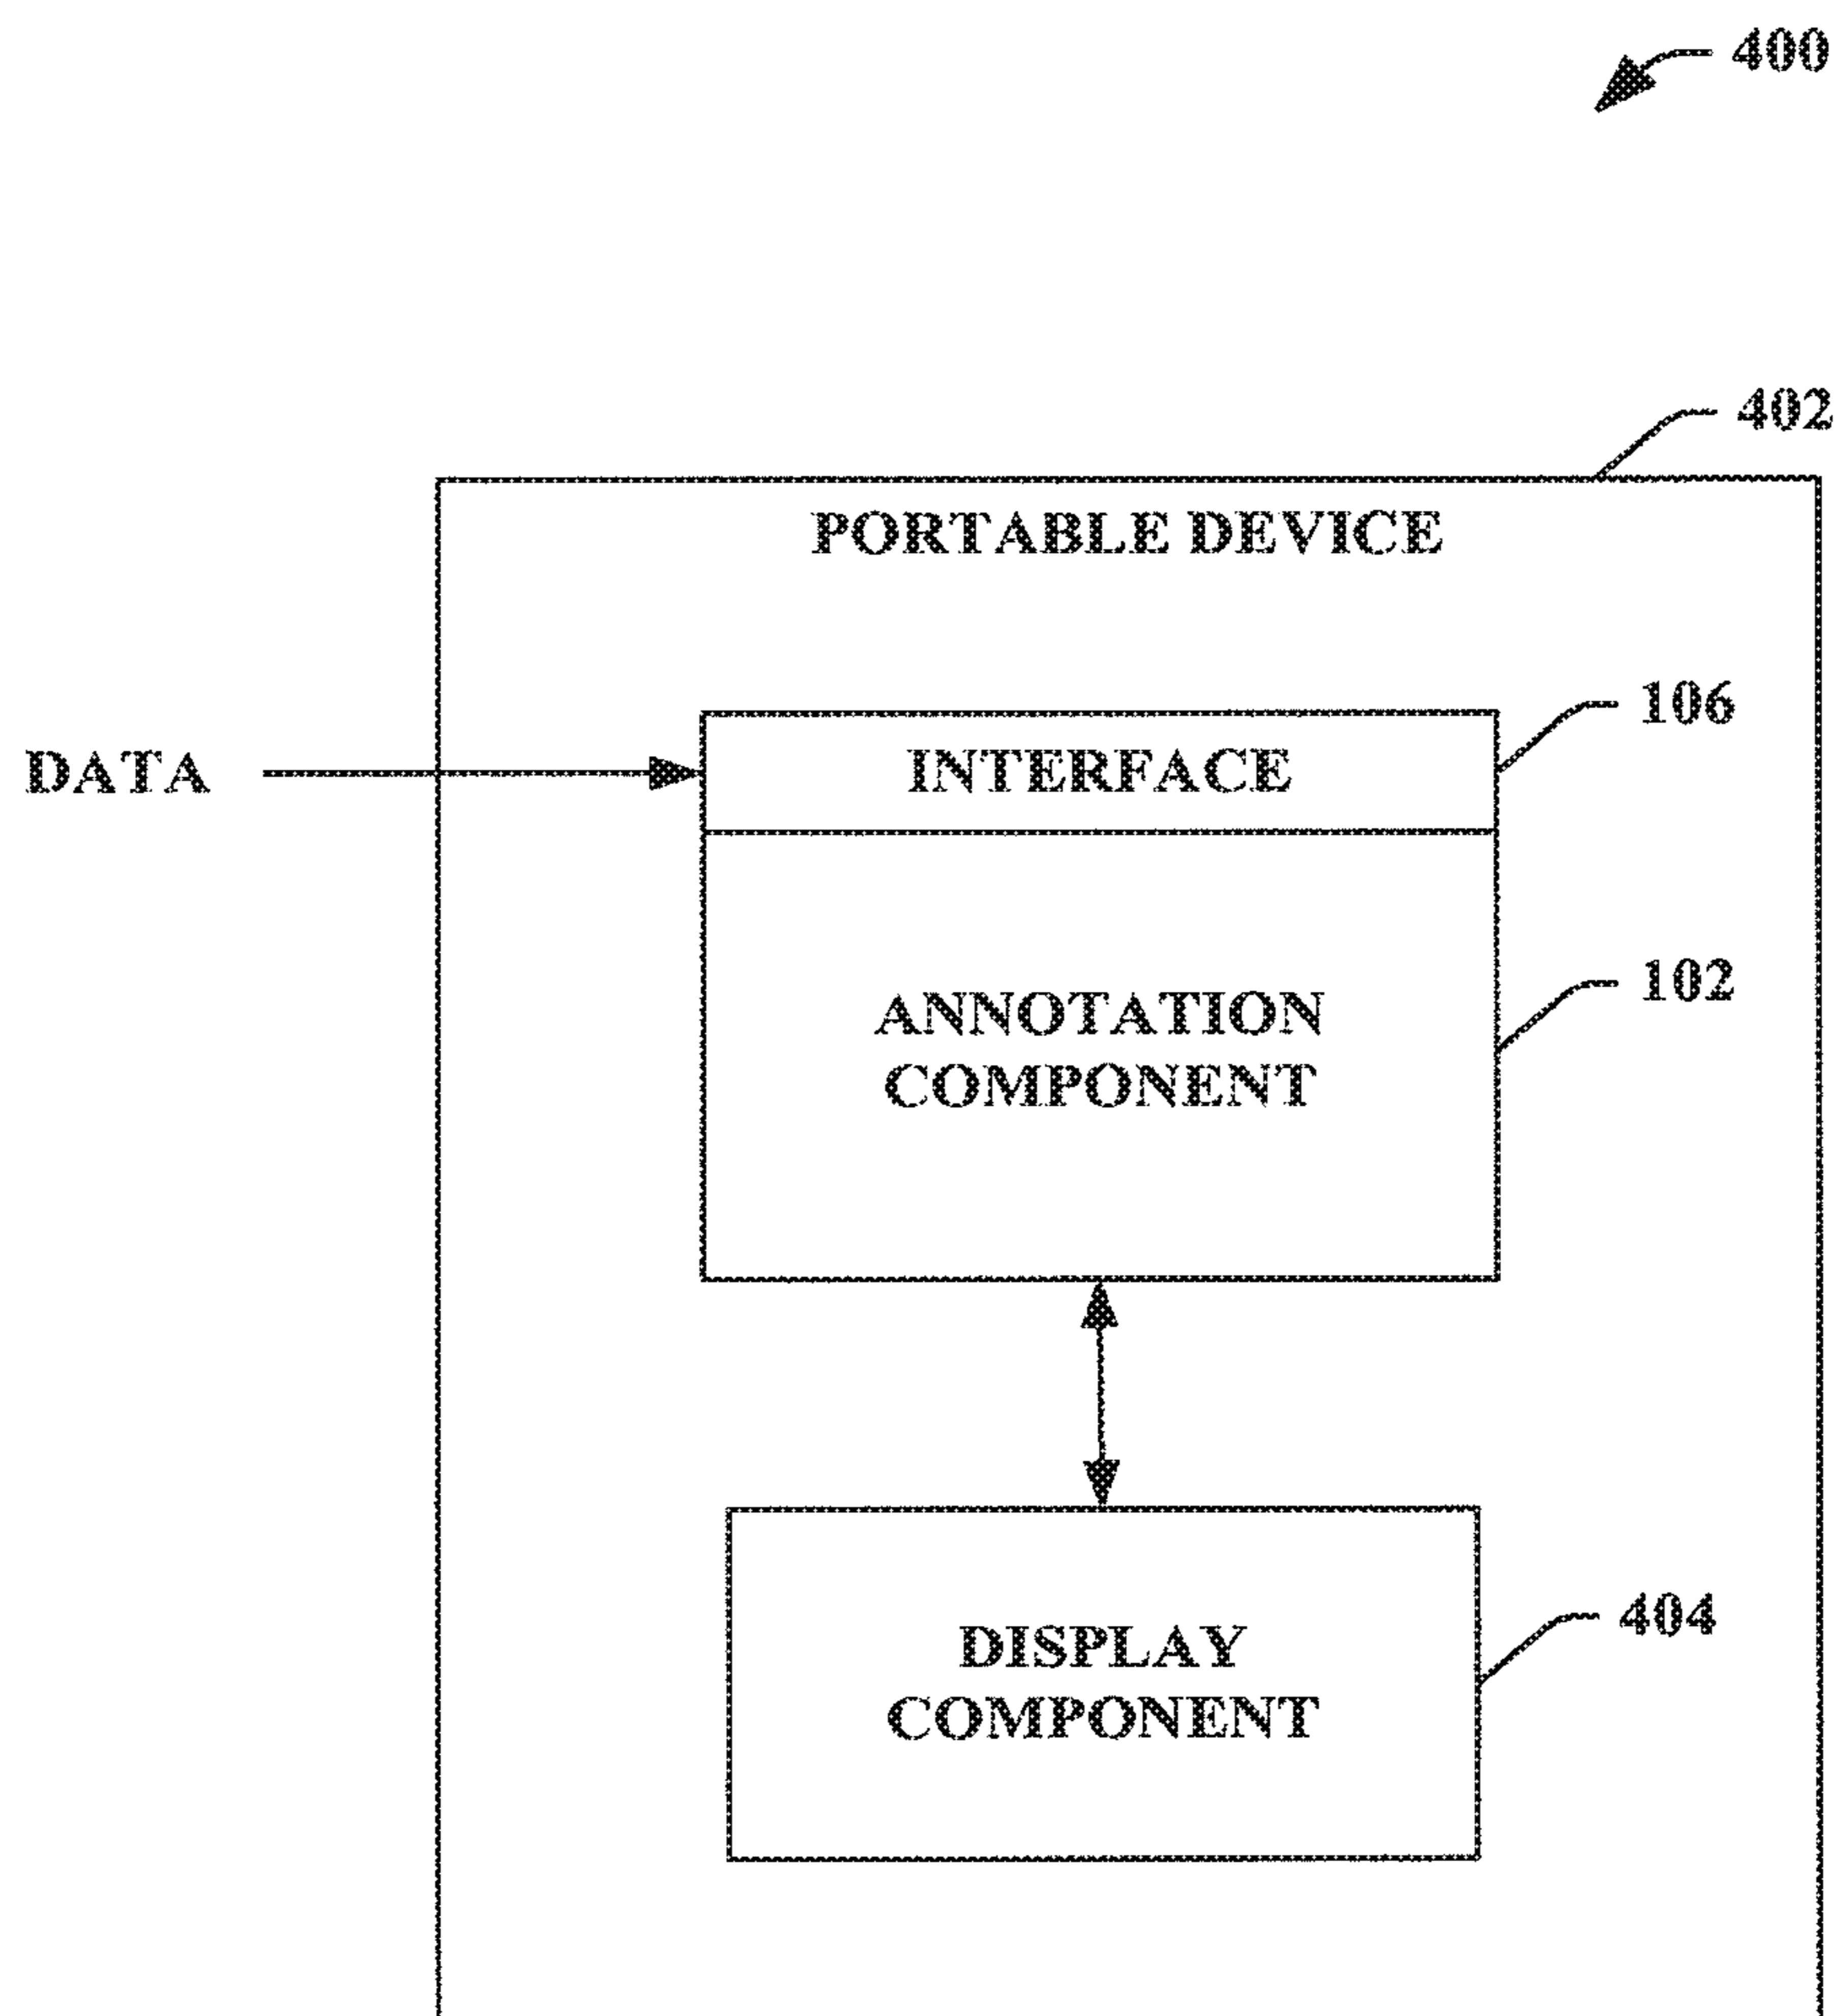 400
402
PORTABLE DEVICE
106
DATA
INTERFACE
102
ANNOTATION
COMPONENT
404
DISPLAY
COMPONENT